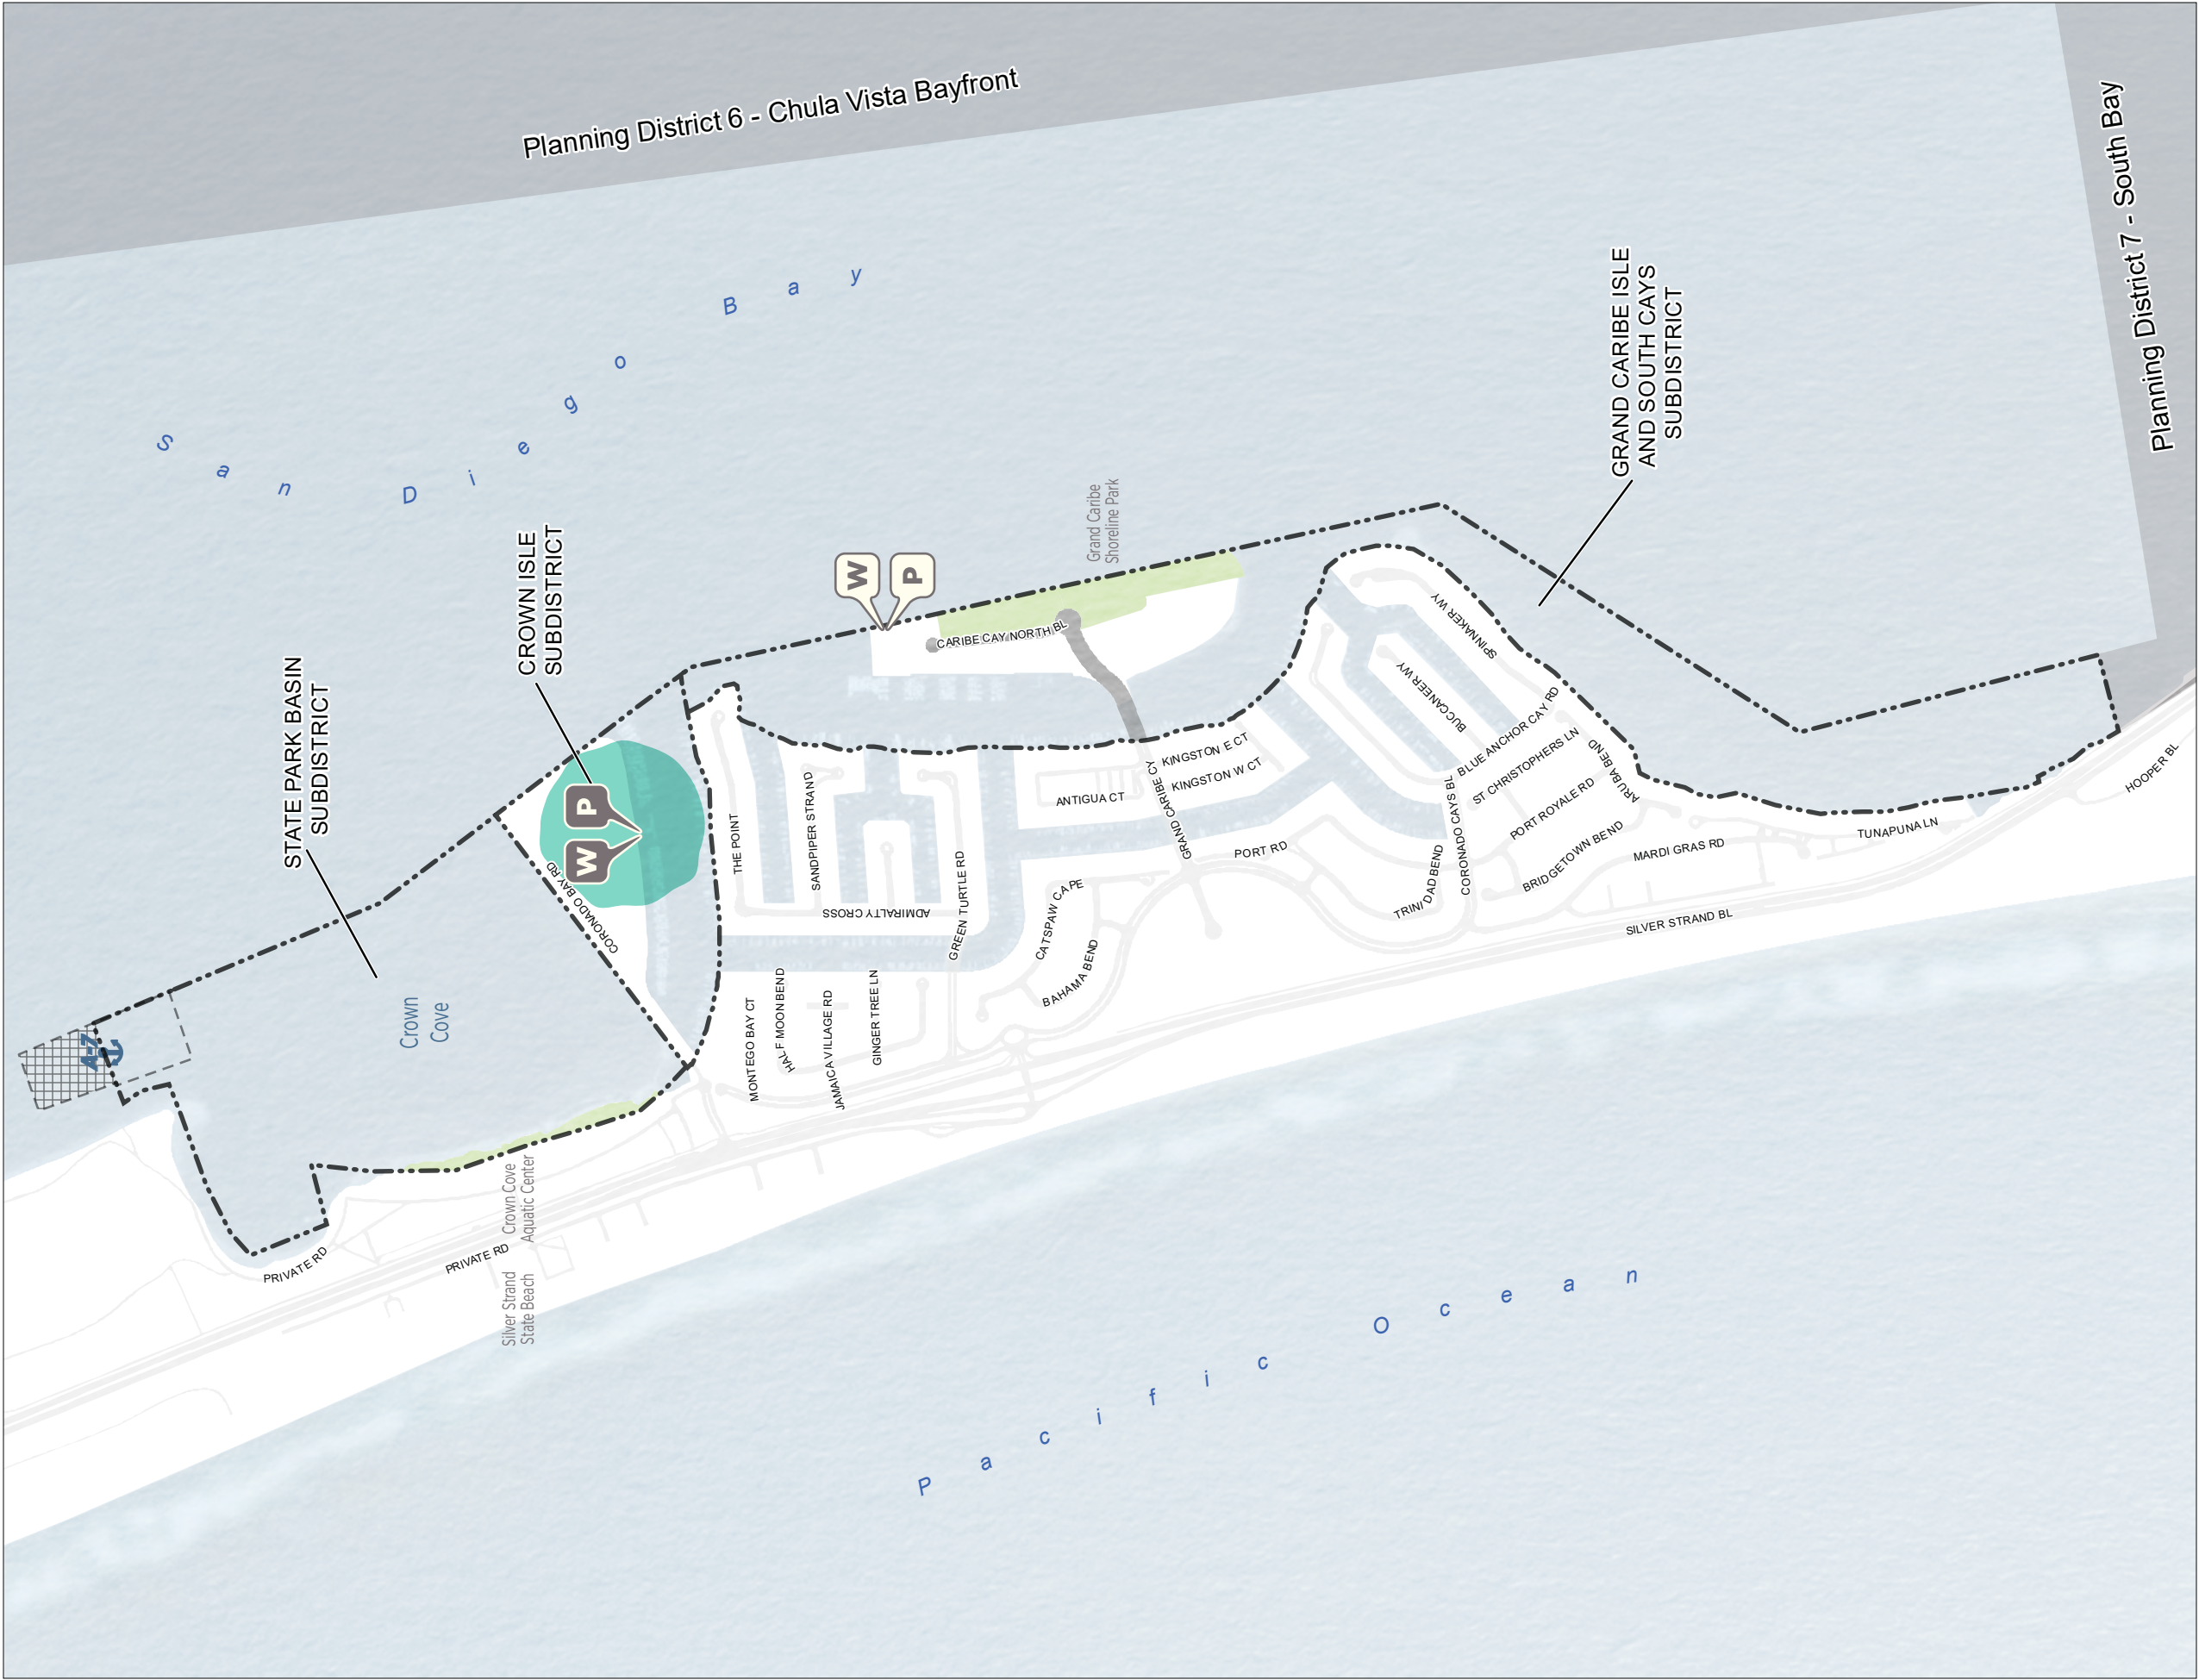 Planning District 6 - Chula Vista Bayfront
Planning District 7 - South Bay
San Diego Bay
GRAND CARIBE ISLE
AND SOUTH CAYS
SUBDISTRICT
CROWN ISLE
SUBDISTRICT
STATE PARK BASIN
SUBDISTRICT
Grand Caribe
Shoreline Park
W
P
CARIBE CAY NORTH BL
P
W
CORONADO BAY RD
Crown
Cove
A-7
THE POINT
SANDPIPER STRAND
ADMIRALTY CROSS
GREEN TURTLE RD
ANTIGUA CT
KINGSTON E CT
KINGSTON W CT
GRAND CARIBE CY
PORT RD
SPINNAKER WY
BUCCANEER WY
BLUE ANCHOR CAY RD
ST CHRISTOPHERS LN
ARUBA BEND
PORT ROYALE RD
BRIDGETOWN BEND
CORONADO CAYS BL
TRINIDAD BEND
MARDI GRAS RD
TUNAPUNA LN
HOOPER BL
SILVER STRAND BL
CATSPAW CAPE
BAHAMA BEND
MONTEGO BAY CT
HALF MOON BEND
JAMAICA VILLAGE RD
GINGER TREE LN
PRIVATE RD
PRIVATE RD
Crown Cove
Aquatic Center
Silver Strand
State Beach
Pacific Ocean